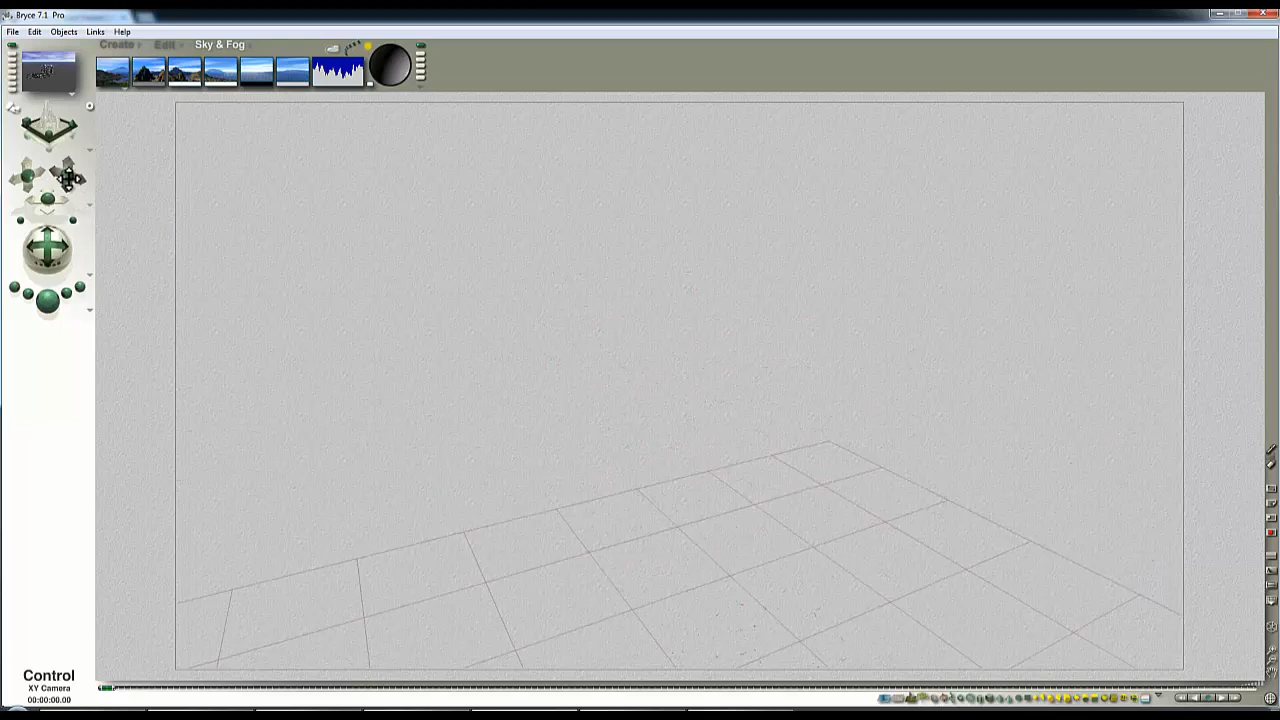 Bryce 7.1 Pro
File Edit Objects Links Help
Create Edit Sky & Fog
Control
XY Camera
00:00:00.00